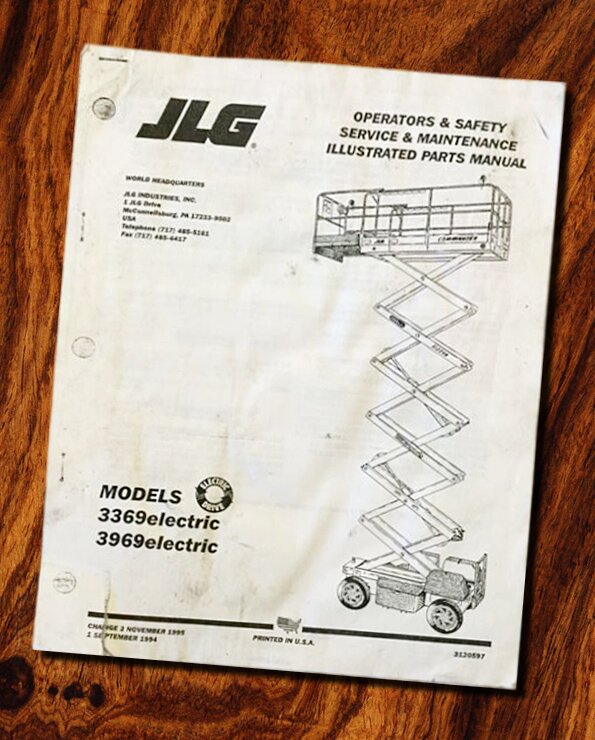 JLG
OPERATORS & SAFETY
SERVICE & MAINTENANCE
ILLUSTRATED PARTS MANUAL
WORLD HEADQUARTERS
JLG INDUSTRIES, INC.
1 JLG Drive
McConnellsburg, PA 17233-9502
USA
Telephone (717) 485-5161
Fax (717) 485-6417
JLG
COMMANDER
MODELS
ELECTRIC DRIVE
3369electric
3969electric
CHANGE 2 NOVEMBER 1995
1 SEPTEMBER 1994
PRINTED IN U.S.A.
3120597